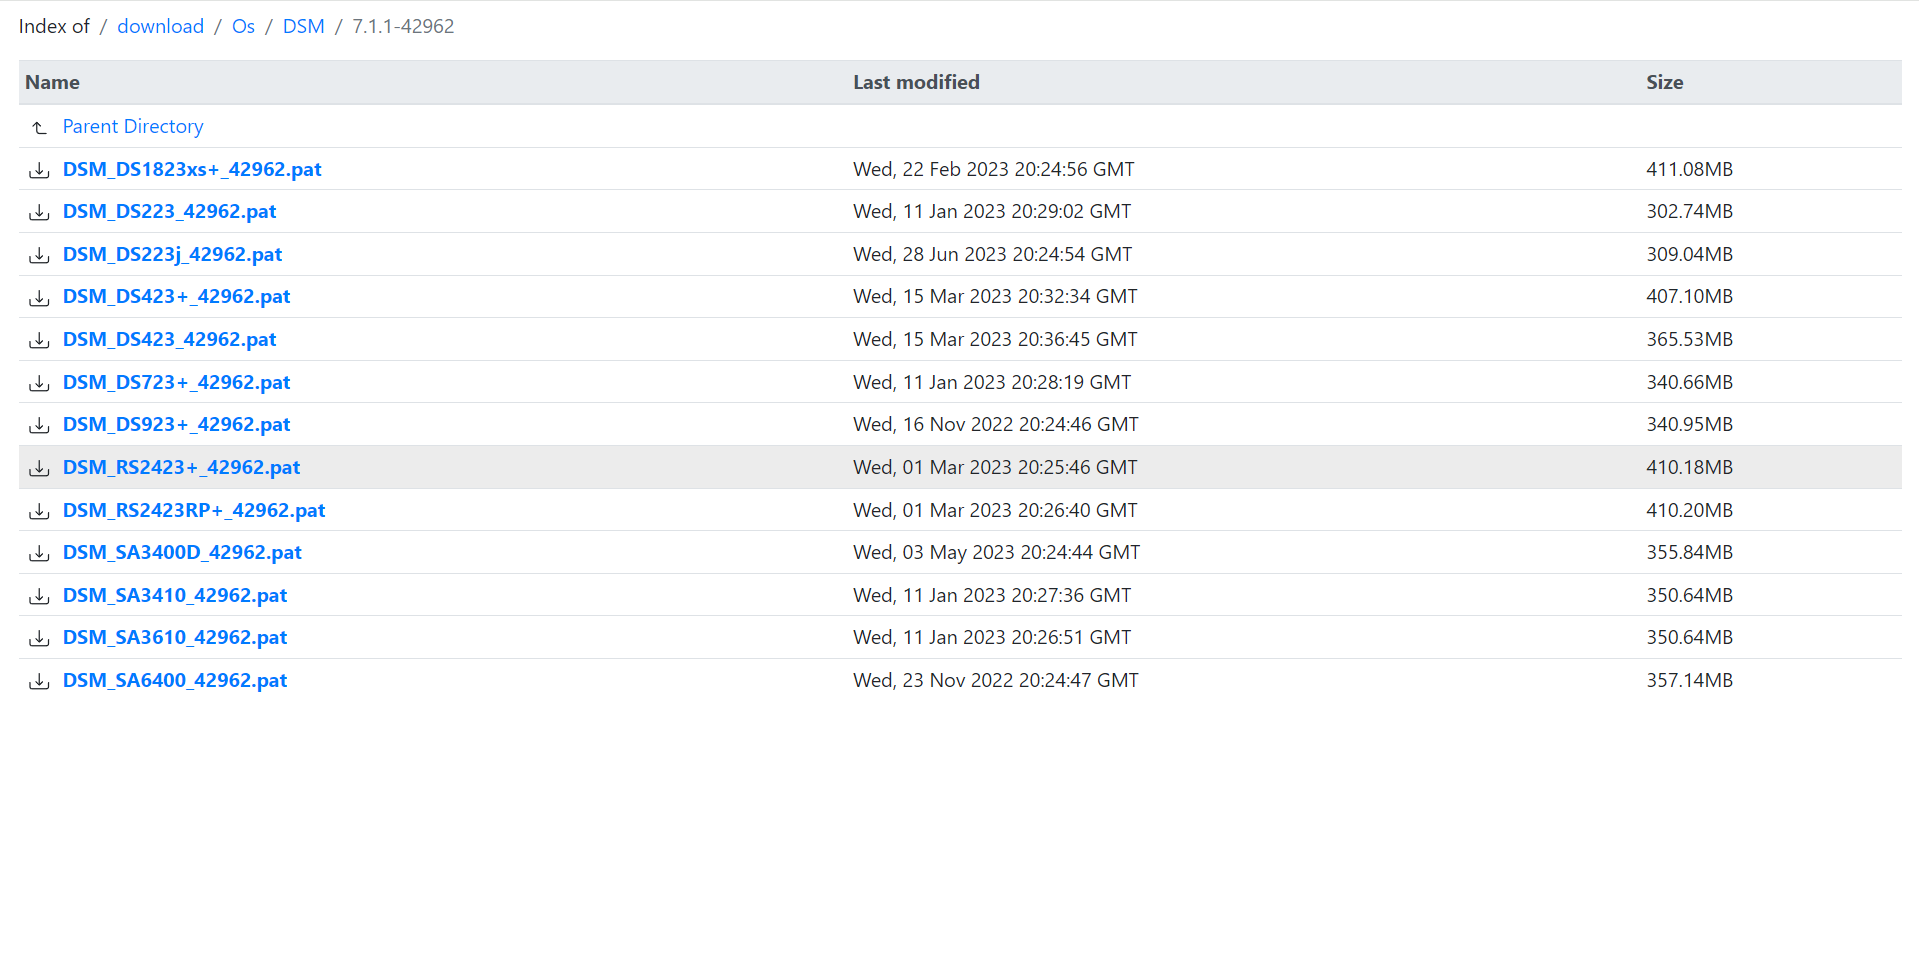 Index of / download / Os / DSM / 7.1.1-42962
Name Last modified Size
Parent Directory
DSM_DS1823xs+_42962.pat Wed, 22 Feb 2023 20:24:56 GMT 411.08MB
DSM_DS223_42962.pat Wed, 11 Jan 2023 20:29:02 GMT 302.74MB
DSM_DS223j_42962.pat Wed, 28 Jun 2023 20:24:54 GMT 309.04MB
DSM_DS423+_42962.pat Wed, 15 Mar 2023 20:32:34 GMT 407.10MB
DSM_DS423_42962.pat Wed, 15 Mar 2023 20:36:45 GMT 365.53MB
DSM_DS723+_42962.pat Wed, 11 Jan 2023 20:28:19 GMT 340.66MB
DSM_DS923+_42962.pat Wed, 16 Nov 2022 20:24:46 GMT 340.95MB
DSM_RS2423+_42962.pat Wed, 01 Mar 2023 20:25:46 GMT 410.18MB
DSM_RS2423RP+_42962.pat Wed, 01 Mar 2023 20:26:40 GMT 410.20MB
DSM_SA3400D_42962.pat Wed, 03 May 2023 20:24:44 GMT 355.84MB
DSM_SA3410_42962.pat Wed, 11 Jan 2023 20:27:36 GMT 350.64MB
DSM_SA3610_42962.pat Wed, 11 Jan 2023 20:26:51 GMT 350.64MB
DSM_SA6400_42962.pat Wed, 23 Nov 2022 20:24:47 GMT 357.14MB